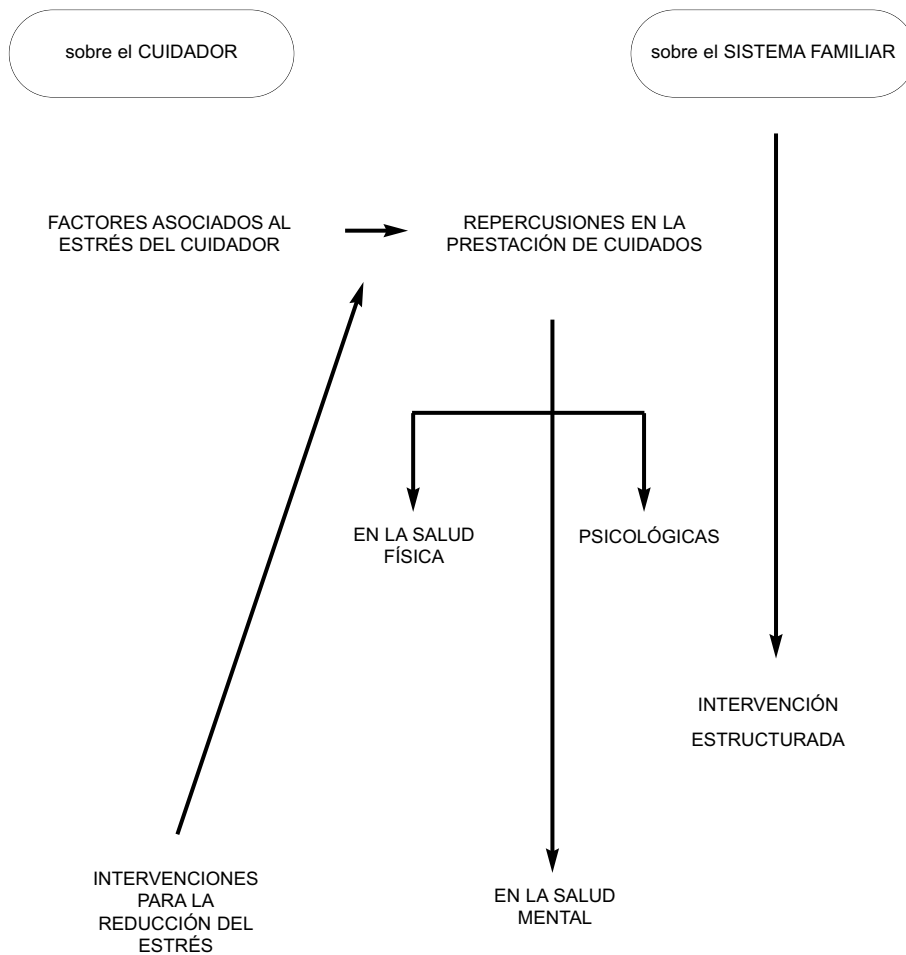 sobre el CUIDADOR
sobre el SISTEMA FAMILIAR
FACTORES ASOCIADOS AL
ESTRÉS DEL CUIDADOR
REPERCUSIONES EN LA
PRESTACIÓN DE CUIDADOS
EN LA SALUD
FÍSICA
PSICOLÓGICAS
INTERVENCIÓN
ESTRUCTURADA
INTERVENCIONES
PARA LA
REDUCCIÓN DEL
ESTRÉS
EN LA SALUD
MENTAL